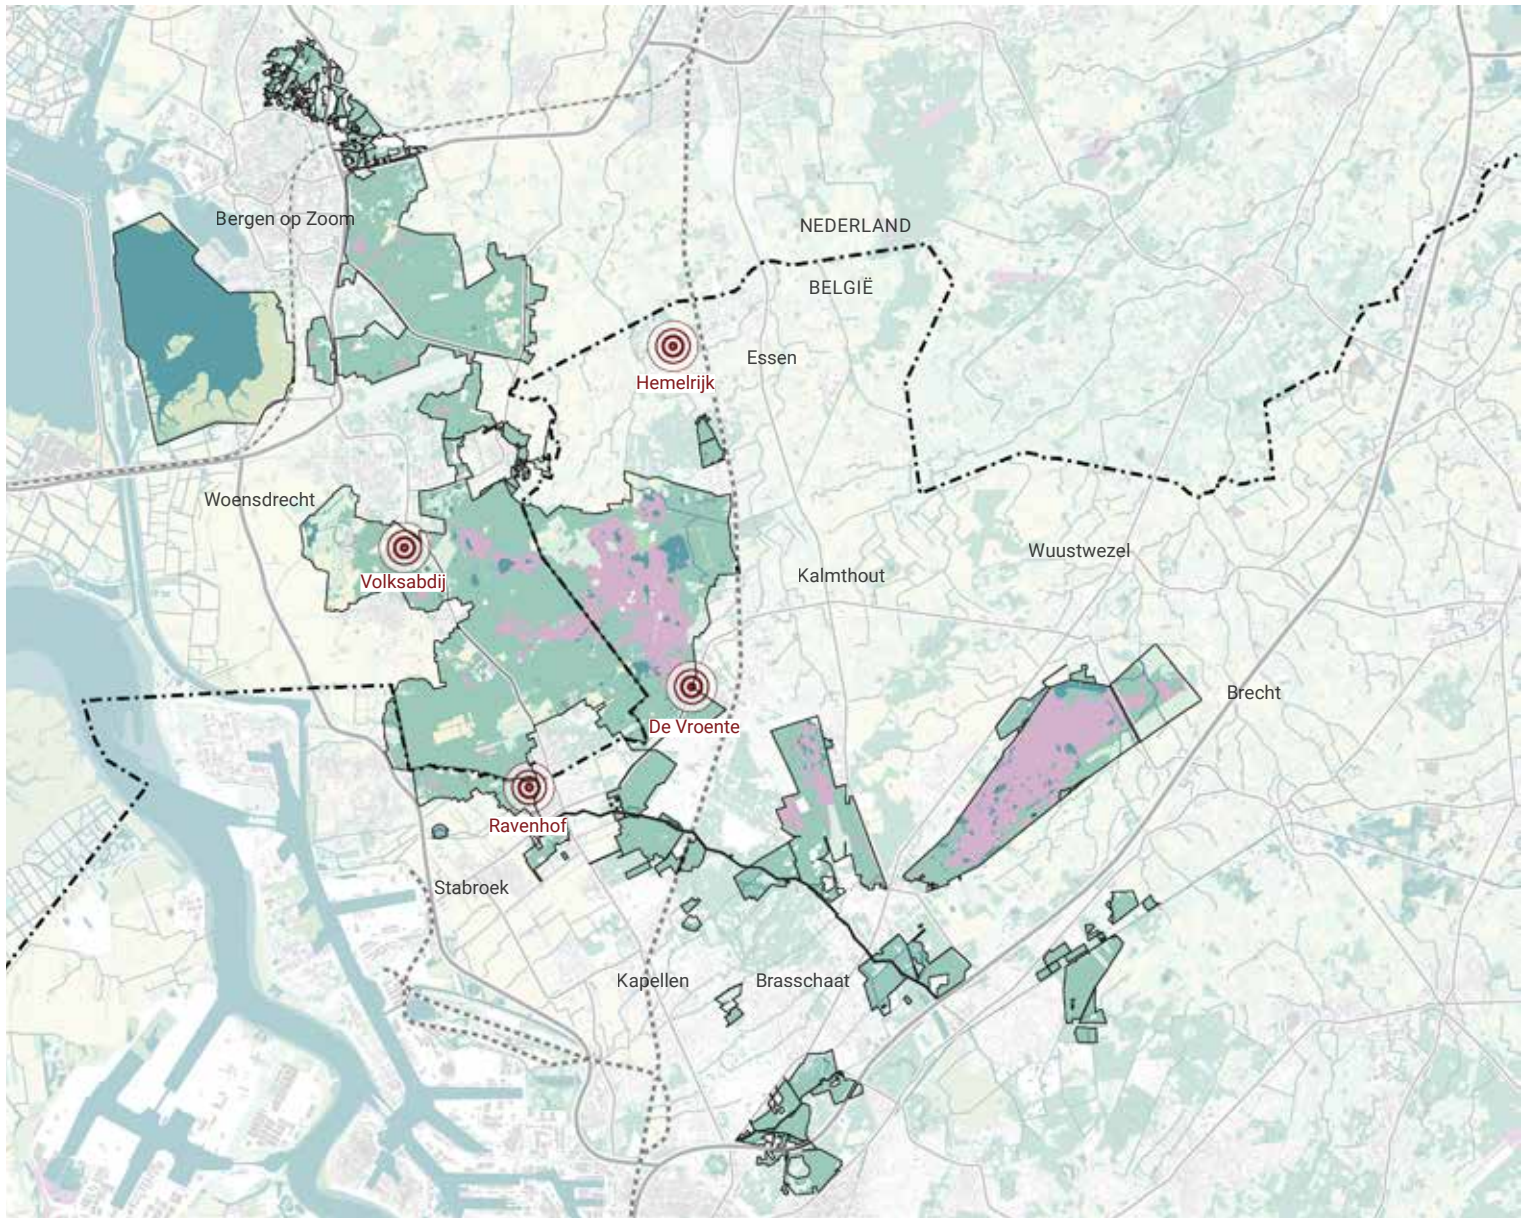 Bergen op Zoom
NEDERLAND
BELGIË
Essen
Hemelrijk
Woensdrecht
Volksabdij
Wuustwezel
Kalmthout
Brecht
De Vroente
Ravenhof
Stabroek
Kapellen
Brasschaat